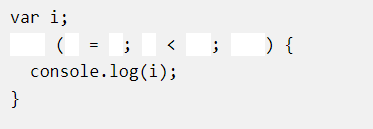 var i;
( = ; < ; ) {
console.log(i);
}